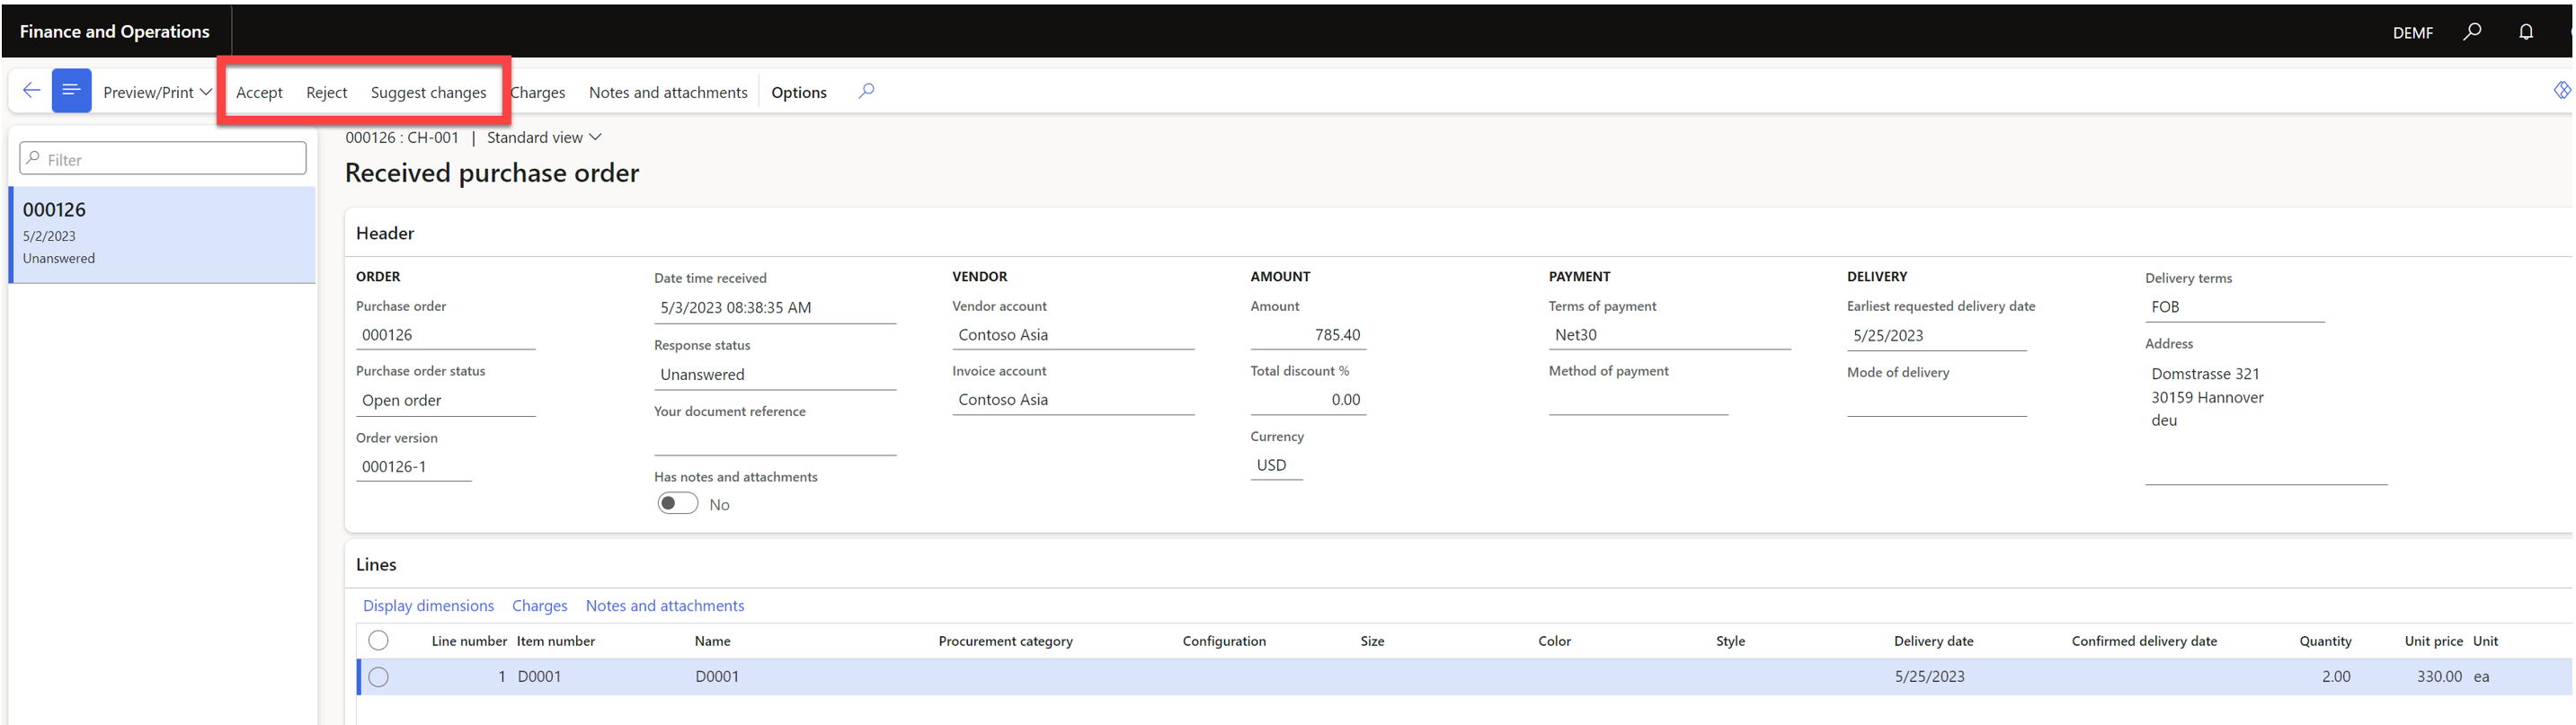 Finance and Operations
DEMF
Preview/Print
Accept
Reject
Suggest changes
Charges
Notes and attachments
Options
Filter
000126
5/2/2023
Unanswered
000126 : CH-001 | Standard view
Received purchase order
Header
ORDER
Purchase order
000126
Purchase order status
Open order
Order version
000126-1
Date time received
5/3/2023 08:38:35 AM
Response status
Unanswered
Your document reference
Has notes and attachments
No
VENDOR
Vendor account
Contoso Asia
Invoice account
Contoso Asia
AMOUNT
Amount
785.40
Total discount %
0.00
Currency
USD
PAYMENT
Terms of payment
Net30
Method of payment
DELIVERY
Earliest requested delivery date
5/25/2023
Mode of delivery
Delivery terms
FOB
Address
Domstrasse 321
30159 Hannover
deu
Lines
Display dimensions Charges Notes and attachments
Line number Item number Name Procurement category Configuration Size Color Style Delivery date Confirmed delivery date Quantity Unit price Unit
1 D0001 D0001 5/25/2023 2.00 330.00 ea